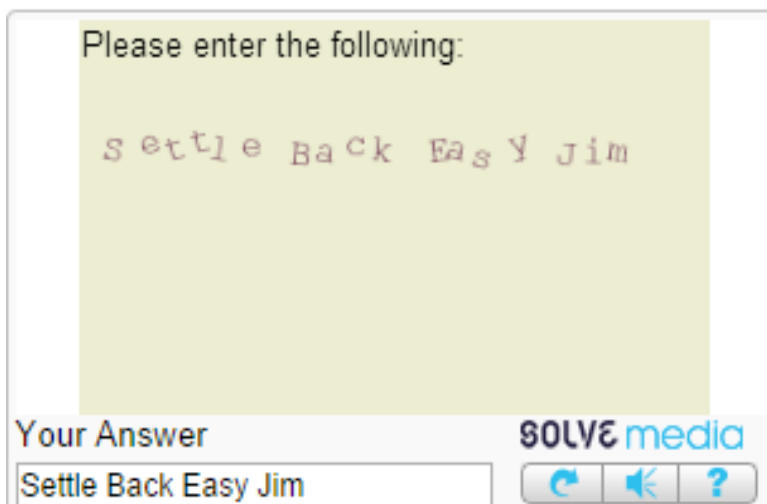 Please enter the following:
Settle Back Easy Jim
Your Answer
SOLVE media
Settle Back Easy Jim
?